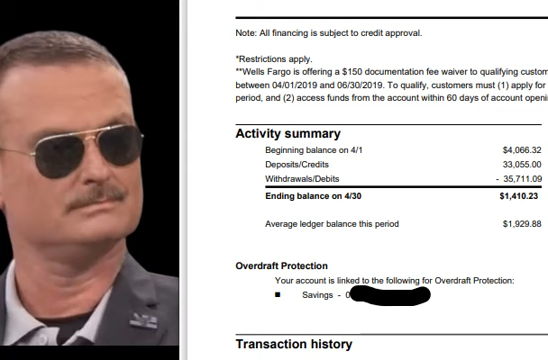 Note: All financing is subject to credit approval.
*Restrictions apply.
**Wells Fargo is offering a $150 documentation fee waiver to qualifying custom
between 04/01/2019 and 06/30/2019. To qualify, customers must (1) apply for
period, and (2) access funds from the account within 60 days of account openi
Activity summary
Beginning balance on 4/1 $4,066.32
Deposits/Credits 33,055.00
Withdrawals/Debits - 35,711.09
Ending balance on 4/30 $1,410.23
Average ledger balance this period $1,929.88
Overdraft Protection
Your account is linked to the following for Overdraft Protection:
■ Savings - 0
Transaction history